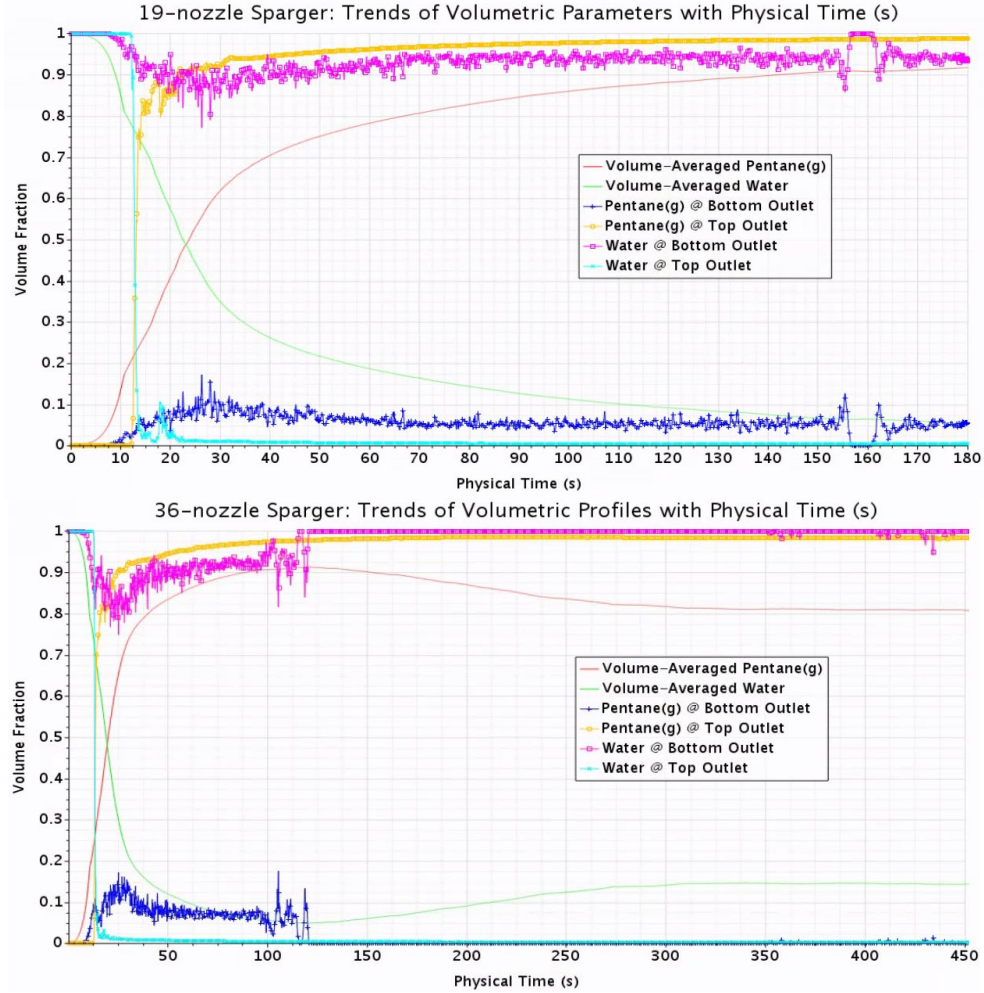 19-nozzle Sparger: Trends of Volumetric Parameters with Physical Time (s)
1
0.9
0.8
0.7
0.6
0.5
0.4
0.3
0.2
0.1
0
Volume Fraction
Volume-Averaged Pentane(g)
Volume-Averaged Water
Pentane(g) @ Bottom Outlet
Pentane(g) @ Top Outlet
Water @ Bottom Outlet
Water @ Top Outlet
0 10 20 30 40 50 60 70 80 90 100 110 120 130 140 150 160 170 180
Physical Time (s)
36-nozzle Sparger: Trends of Volumetric Profiles with Physical Time (s)
1
0.9
0.8
0.7
0.6
0.5
0.4
0.3
0.2
0.1
0
Volume Fraction
Volume-Averaged Pentane(g)
Volume-Averaged Water
Pentane(g) @ Bottom Outlet
Pentane(g) @ Top Outlet
Water @ Bottom Outlet
Water @ Top Outlet
50 100 150 200 250 300 350 400 450
Physical Time (s)